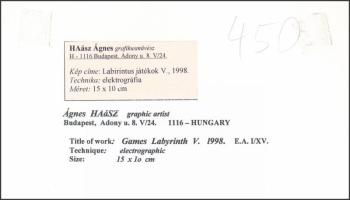 450
HAász Ágnes grafikusművész
H - 1116 Budapest, Adony u. 8. V/24.
Kép címe: Labirintus játékok V., 1998.
Technika: elektrográfia
Méret: 15 x 10 cm
Ágnes HAáSZ graphic artist
Budapest, Adony u. 8. V/24. 1116 – HUNGARY
Title of work: Games Labyrinth V. 1998. E.A. I/XV.
Technique: electrographic
Size: 15 x 10 cm